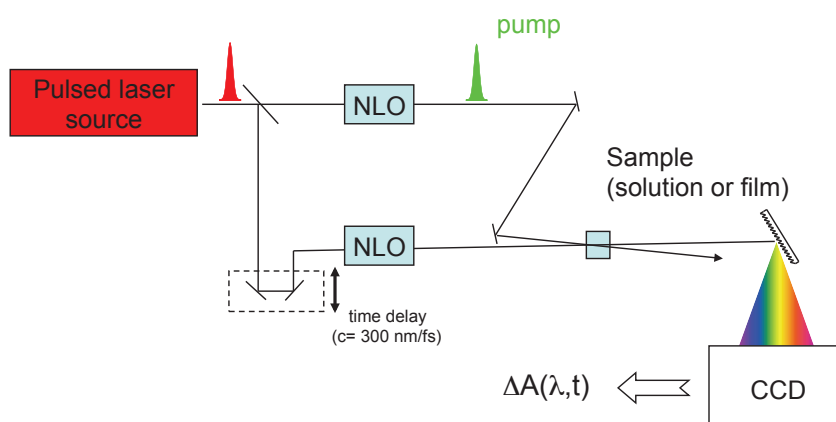 pump
Pulsed laser
source
NLO
Sample
(solution or film)
NLO
time delay
(c= 300 nm/fs)
ΔA(λ,t)
CCD